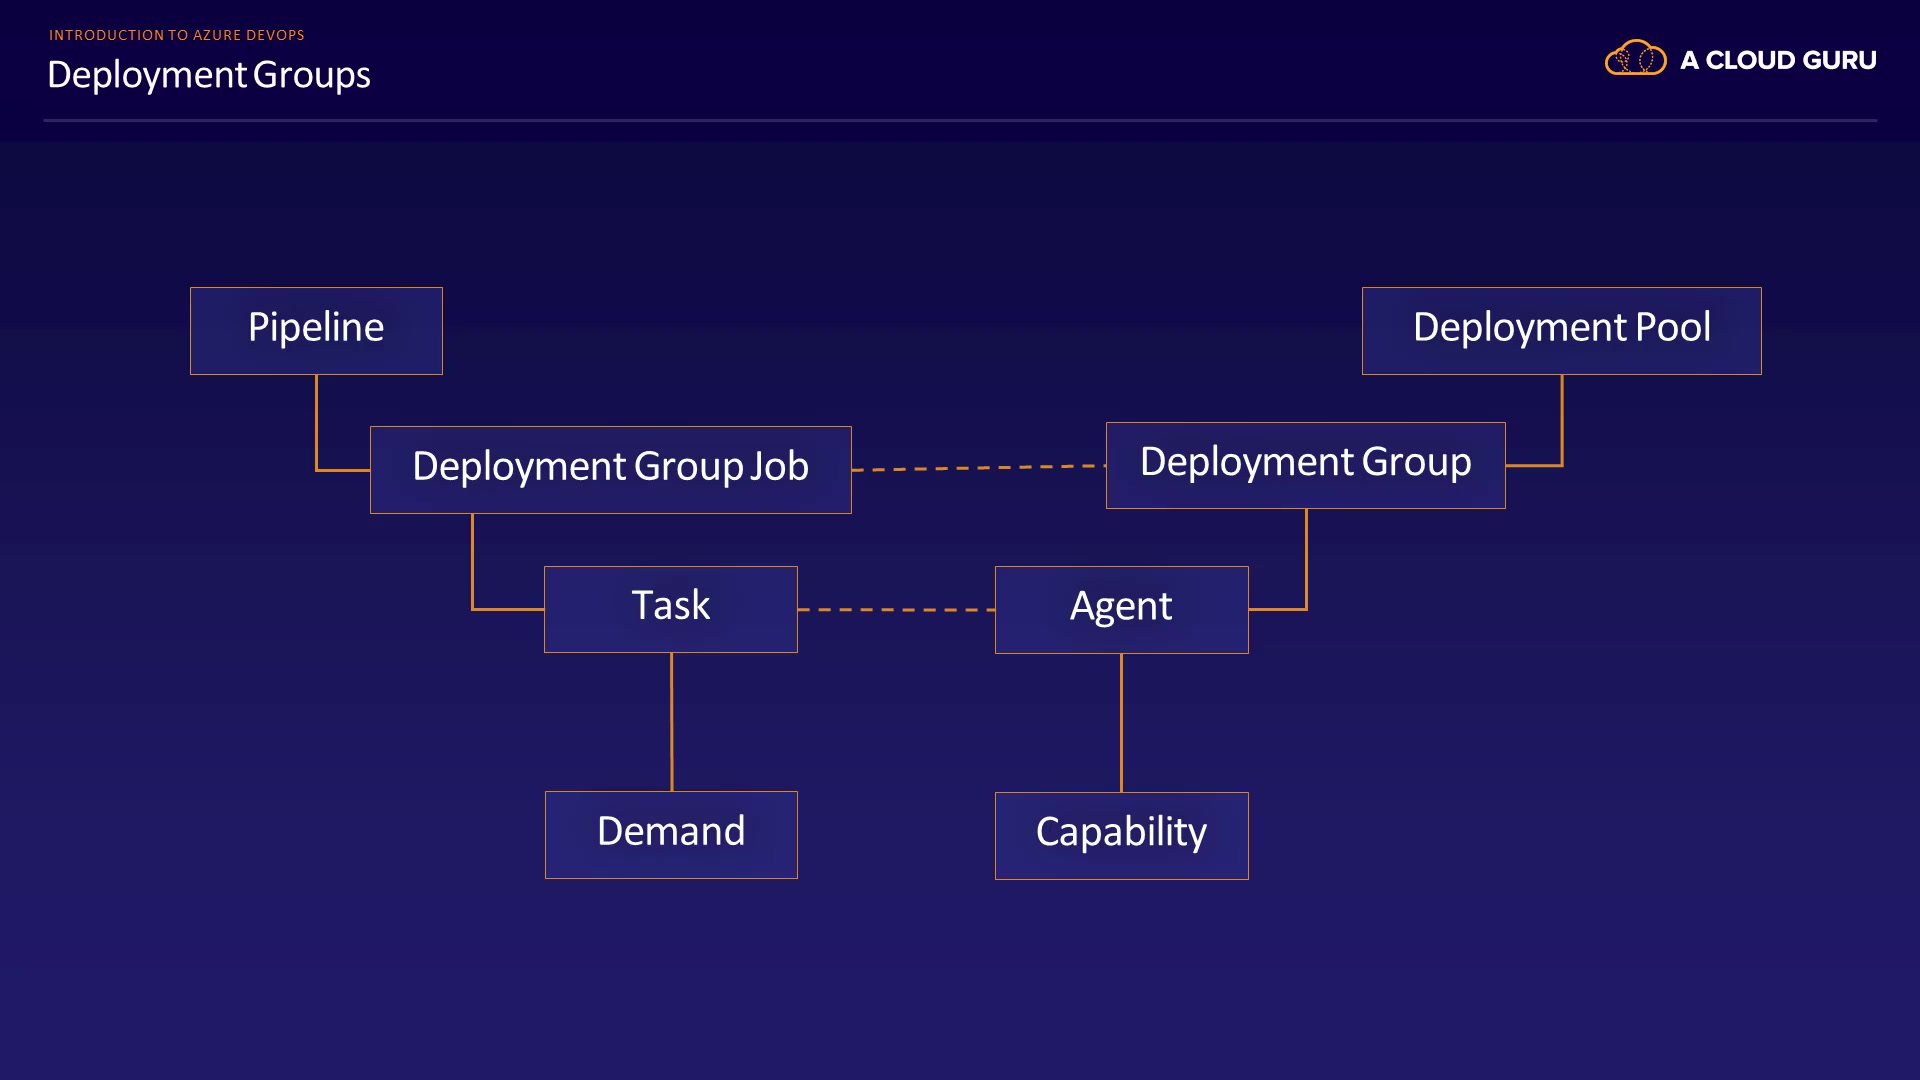 INTRODUCTION TO AZURE DEVOPS
Deployment Groups
A CLOUD GURU
Pipeline
Deployment Pool
Deployment Group Job
Deployment Group
Task
Agent
Demand
Capability